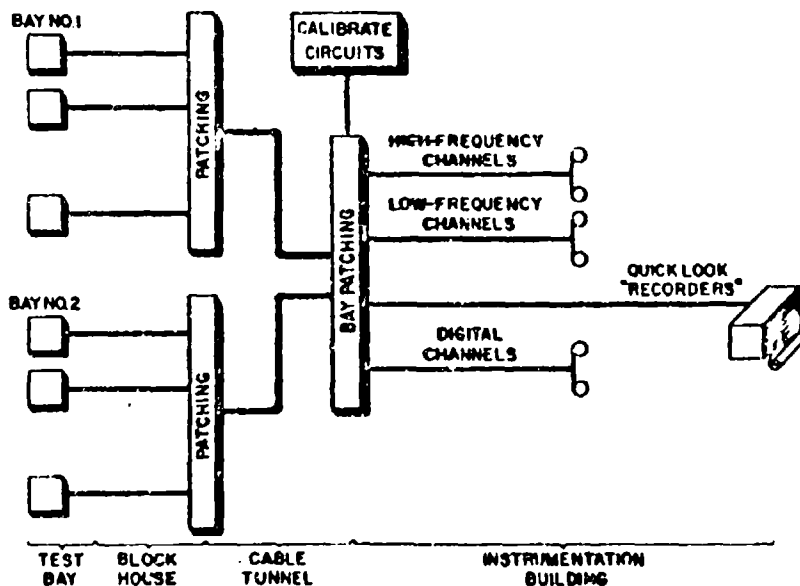 BAY NO.1
PATCHING
CALIBRATE
CIRCUITS
HIGH-FREQUENCY
CHANNELS
LOW-FREQUENCY
CHANNELS
BAY PATCHING
QUICK LOOK
"RECORDERS"
DIGITAL
CHANNELS
BAY NO.2
PATCHING
TEST
BAY
BLOCK
HOUSE
CABLE
TUNNEL
INSTRUMENTATION
BUILDING